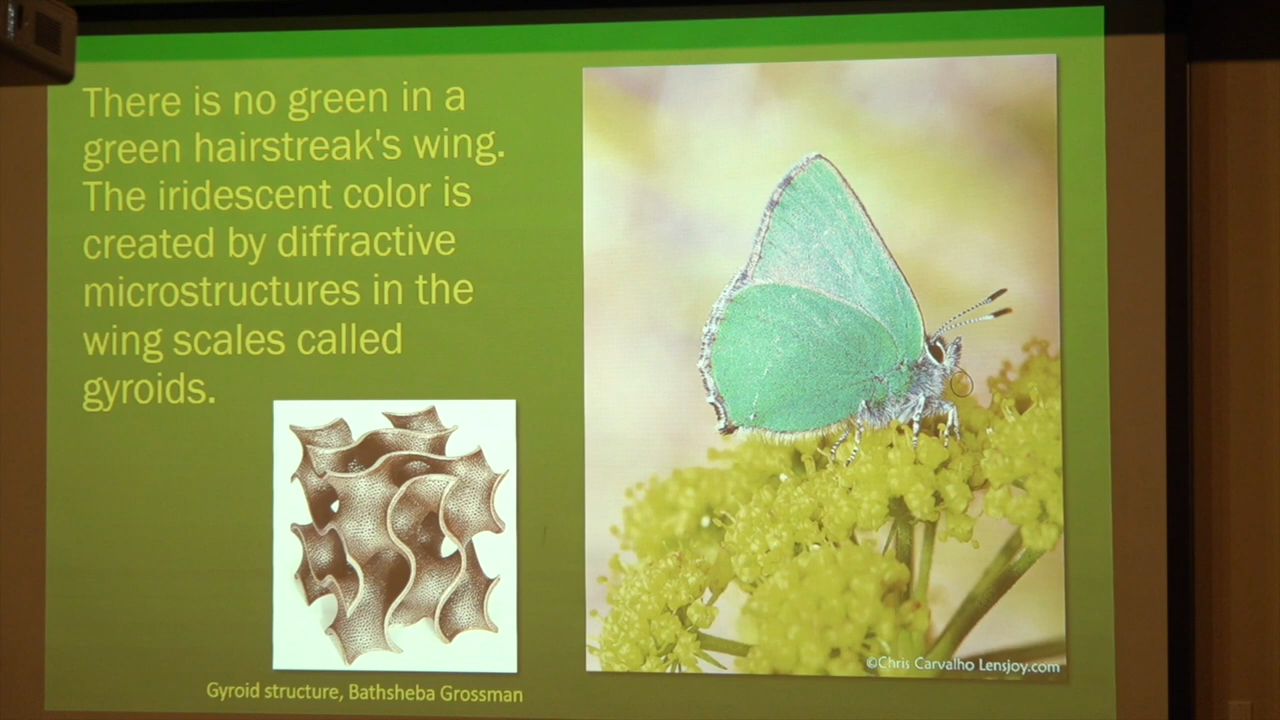 There is no green in a
green hairstreak's wing.
The iridescent color is
created by diffractive
microstructures in the
wing scales called
gyroids.
Gyroid structure, Bathsheba Grossman
©Chris Carvalho Lensjoy.com